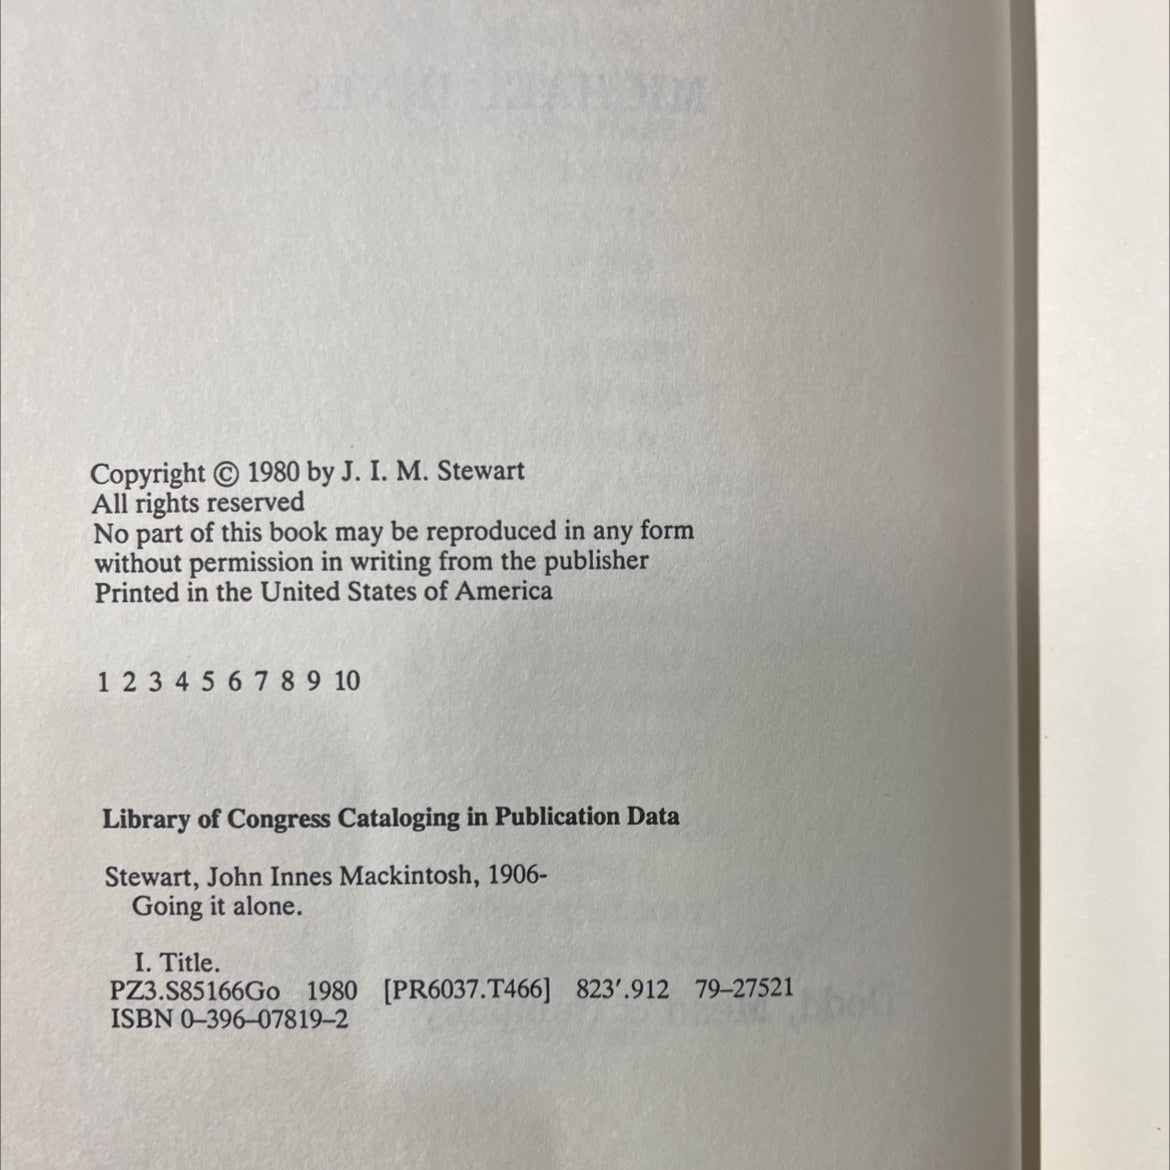 Copyright © 1980 by J. I. M. Stewart
All rights reserved
No part of this book may be reproduced in any form
without permission in writing from the publisher
Printed in the United States of America
1 2 3 4 5 6 7 8 9 10
Library of Congress Cataloging in Publication Data
Stewart, John Innes Mackintosh, 1906-
Going it alone.
I. Title.
PZ3.S85166Go 1980 [PR6037.T466] 823′.912 79–27521
ISBN 0–396–07819–2